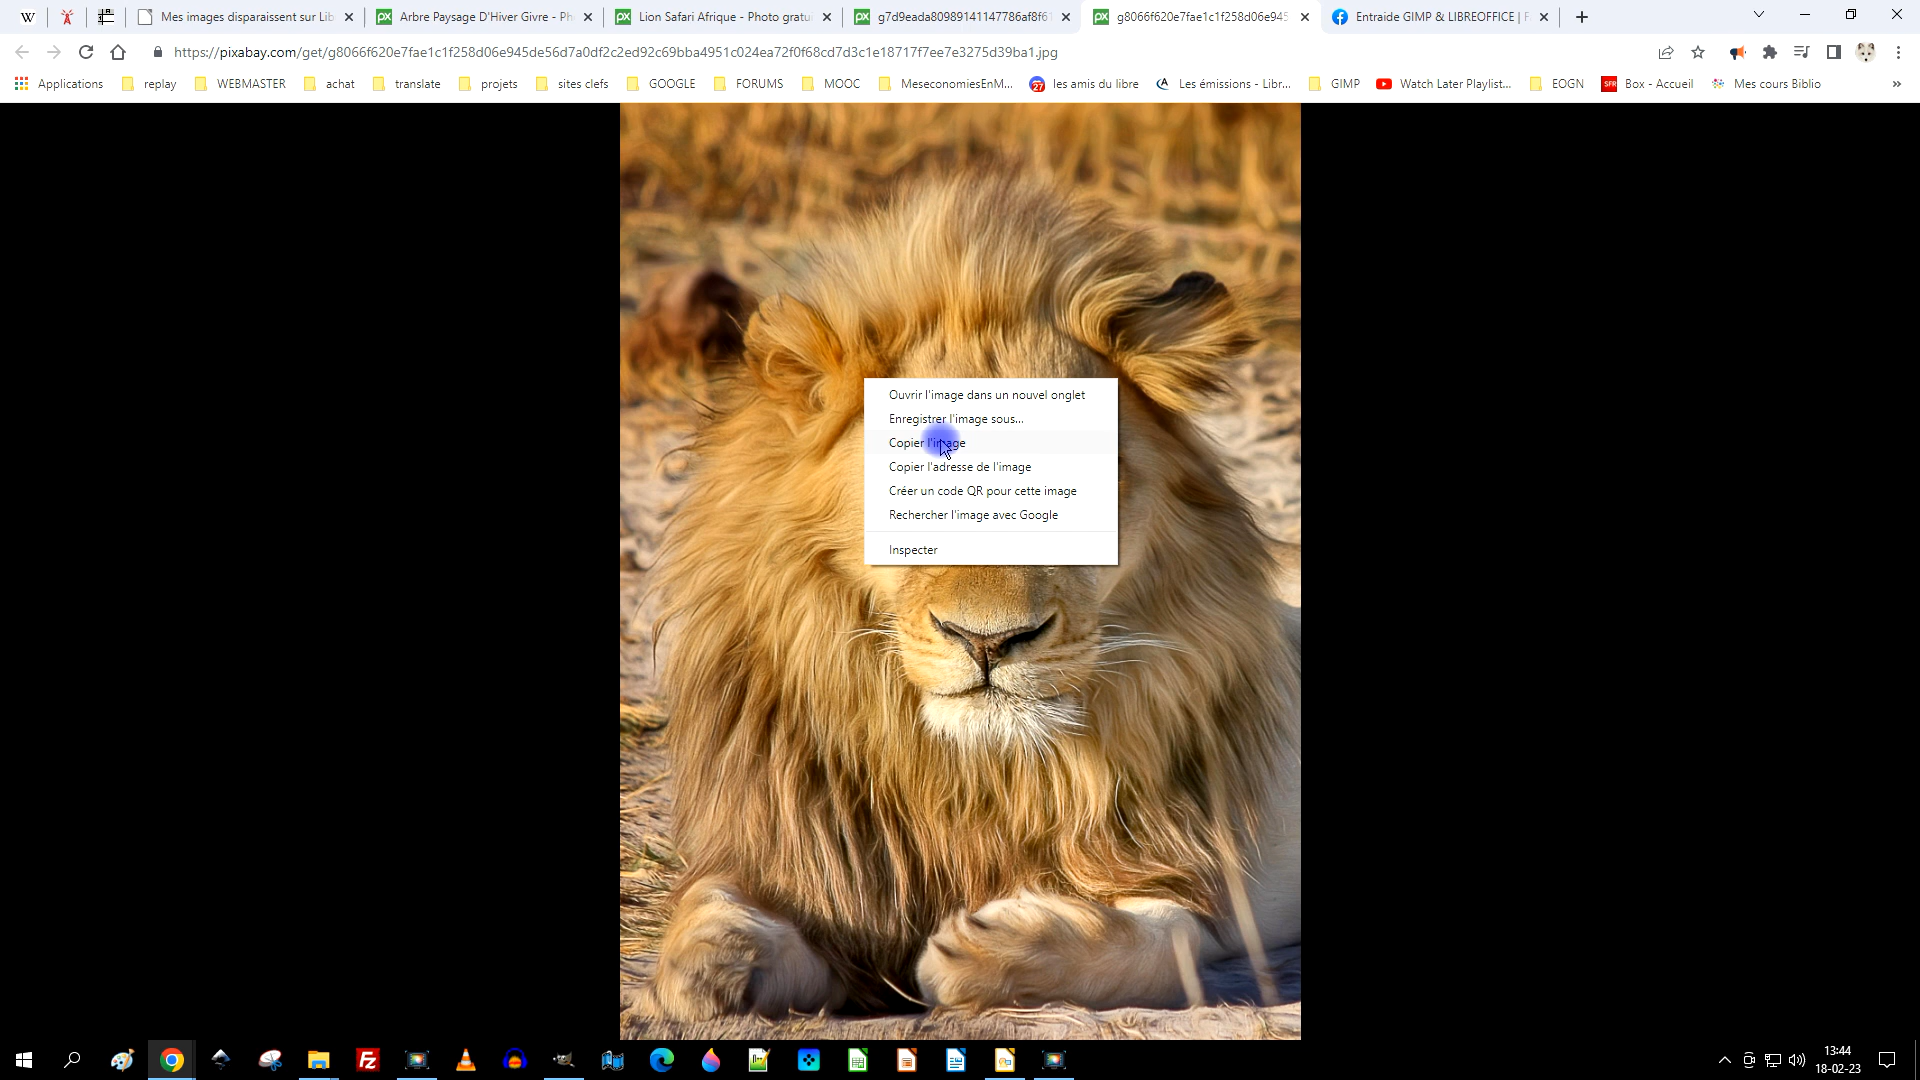 Mes images disparaissent sur Lib
Arbre Paysage D'Hiver Givre - Ph
Lion Safari Afrique - Photo gratu
g7d9eada80989141147786af8f61
g8066f620e7fae1c1f258d06e945
Entraide GIMP & LIBREOFFICE | F
https://pixabay.com/get/g8066f620e7fae1c1f258d06e945de56d7a0df2c2ed92c69bba4951c024ea72f0f68cd7d3c1e18717f7ee7e3275d39ba1.jpg
Applications replay WEBMASTER achat translate projets sites clefs GOOGLE FORUMS MOOC MeseconomiesEnM... 27 les amis du libre Les émissions - Libr... GIMP Watch Later Playlist... EOGN SFR Box - Accueil Mes cours Biblio »
Ouvrir l'image dans un nouvel onglet
Enregistrer l'image sous...
Copier l'image
Copier l'adresse de l'image
Créer un code QR pour cette image
Rechercher l'image avec Google
Inspecter
13:44
18-02-23